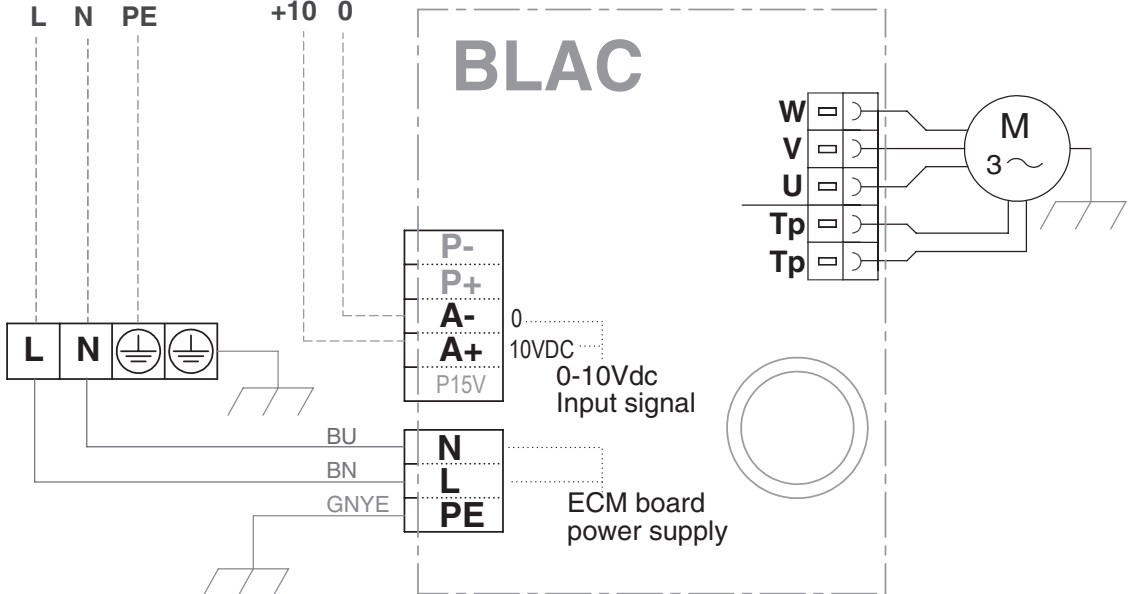 L N PE
+10 0
BLAC
W
V
U
Tp
Tp
M
3
P-
P+
A-
A+
P15V
0
10VDC
0-10Vdc
Input signal
L N
BU
BN
GNYE
N
L
PE
ECM board
power supply